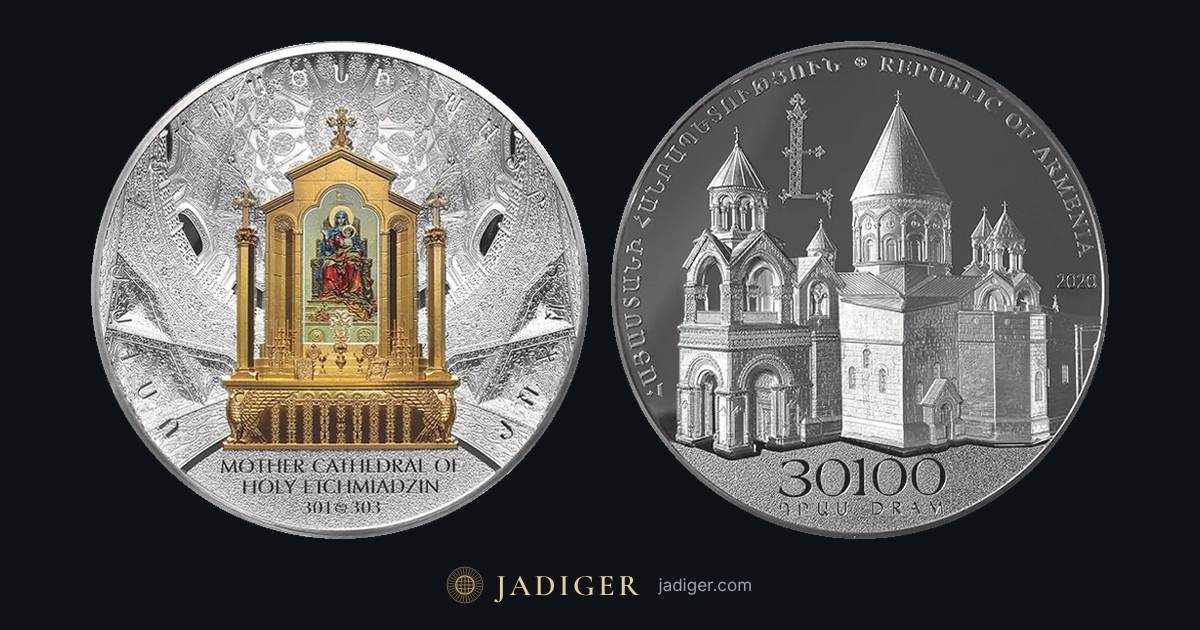 MOTHER CATHEDRAL OF
HOLY ETCHMIADZIN
301 303
ՀԱՅԱՍՏԱՆԻ ՀԱՆՐԱՊԵՏՈՒԹՅՈՒՆ REPUBLIC OF ARMENIA
2020
30100
ԴՐԱՄ DRAM
JADIGER jadiger.com